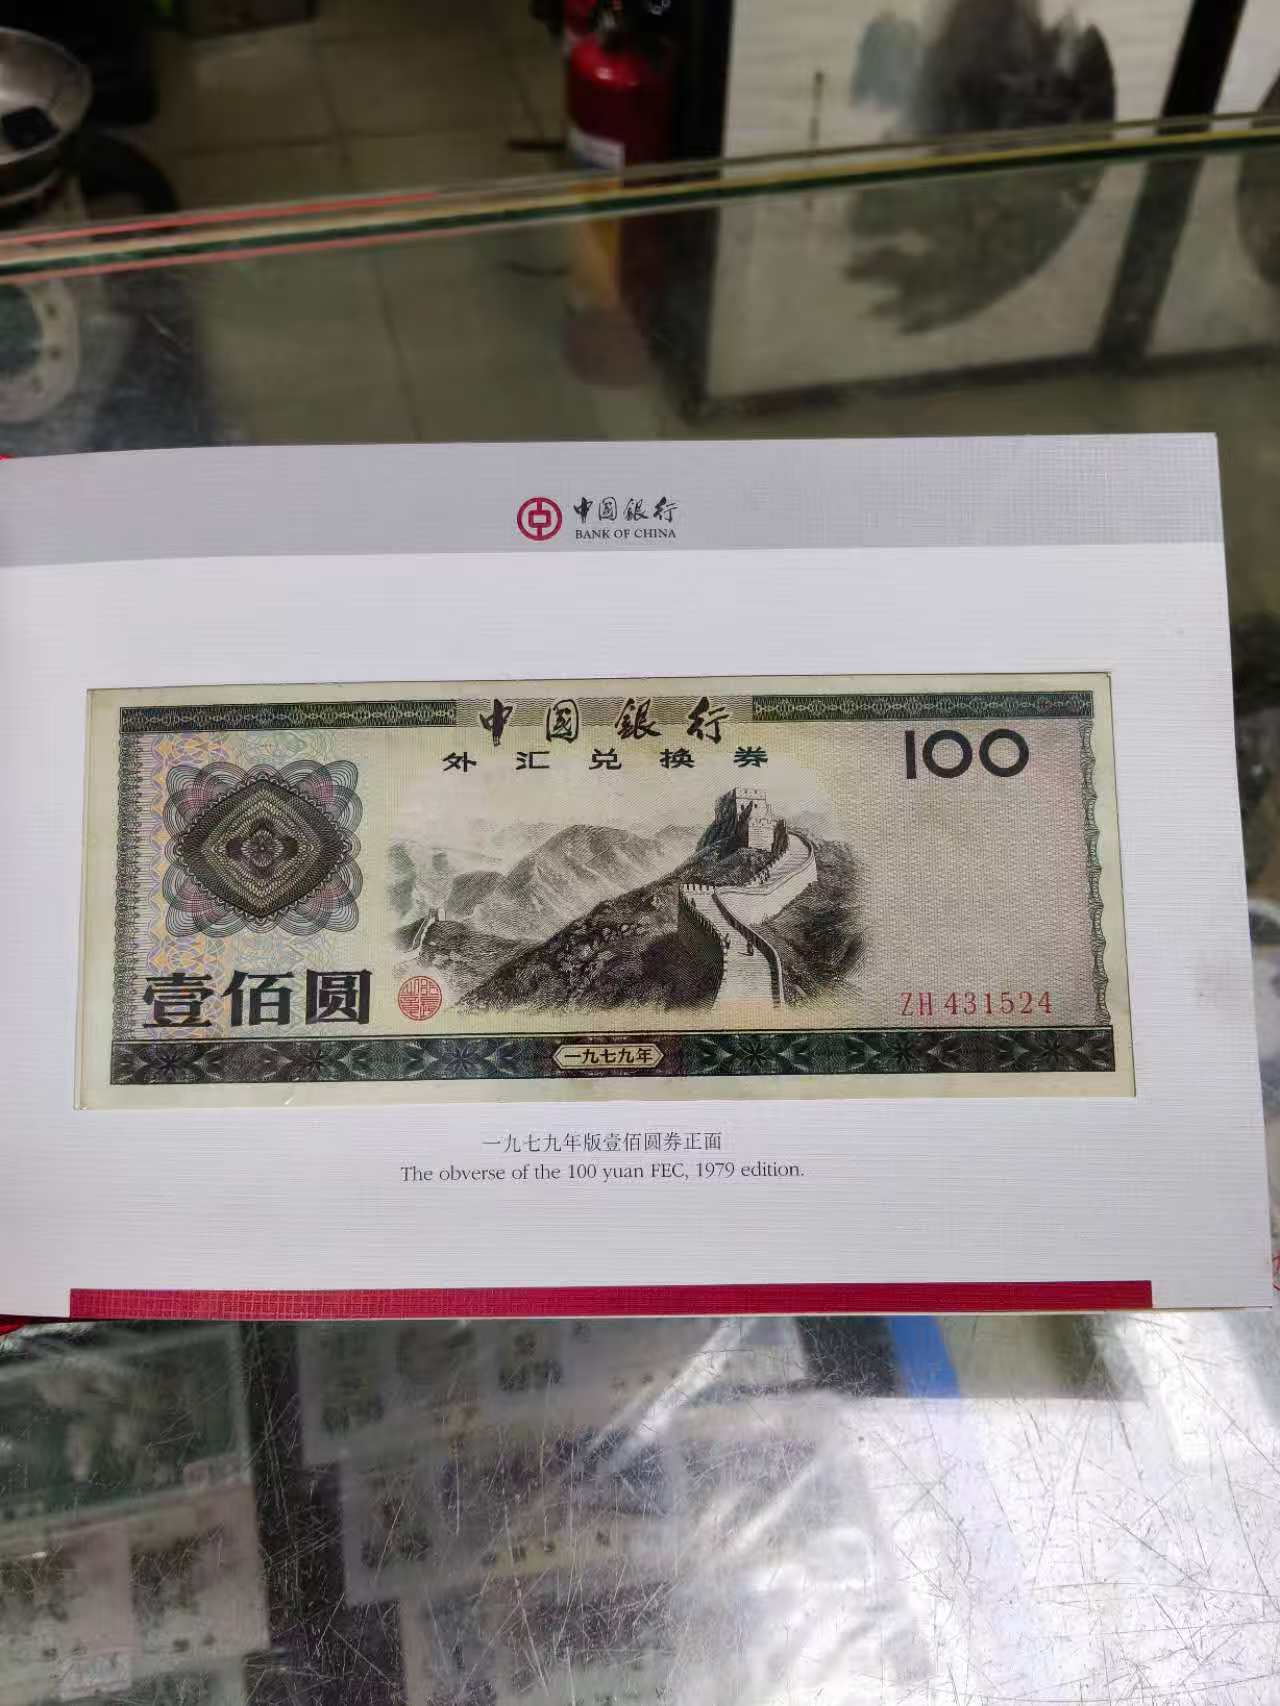 中国銀行
BANK OF CHINA
中国銀行
外汇兑换券
100
壹佰圆
ZH 431524
一九七九年
一九七九年版壹佰圆券正面
The obverse of the 100 yuan FEC, 1979 edition.